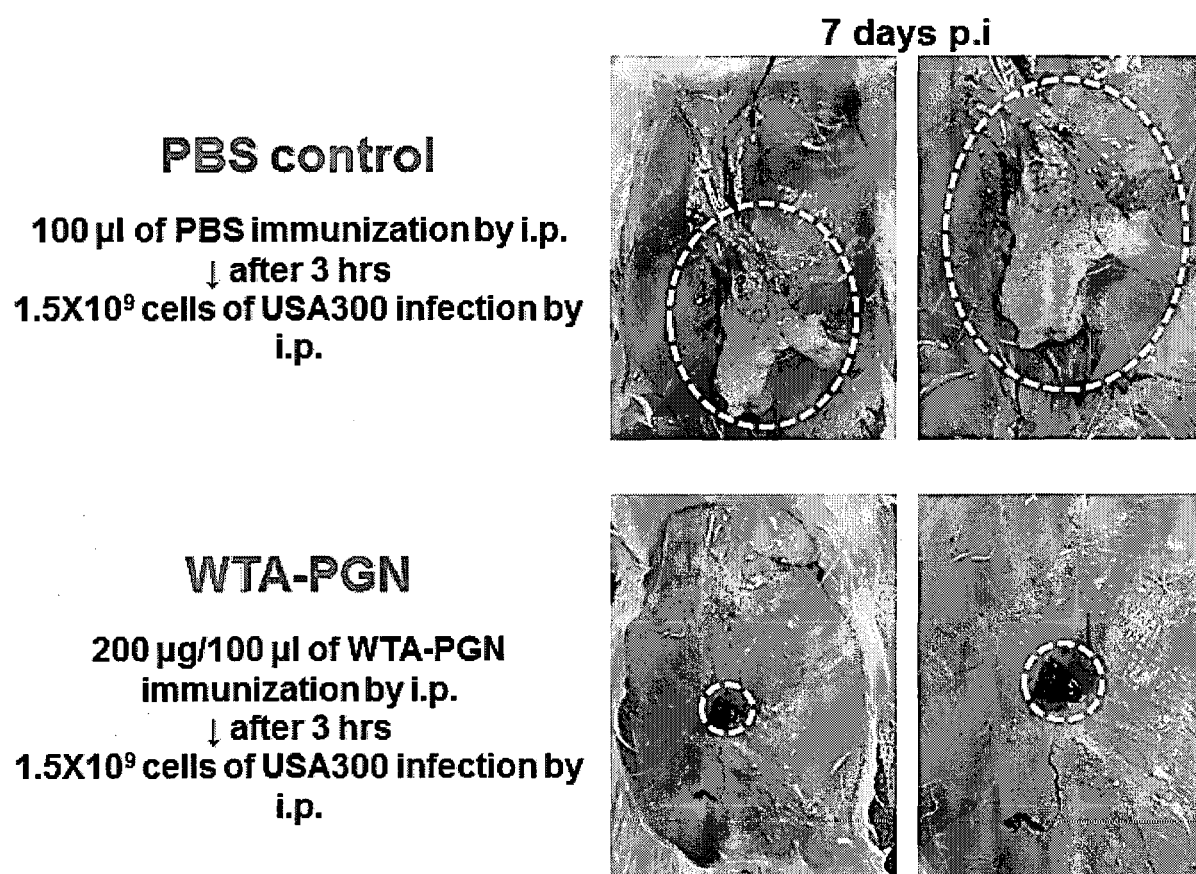 7 days p.i
PBS control
100 µl of PBS immunization by i.p.
↓ after 3 hrs
1.5X10⁹ cells of USA300 infection by
i.p.
WTA-PGN
200 µg/100 µl of WTA-PGN
immunization by i.p.
↓ after 3 hrs
1.5X10⁹ cells of USA300 infection by
i.p.